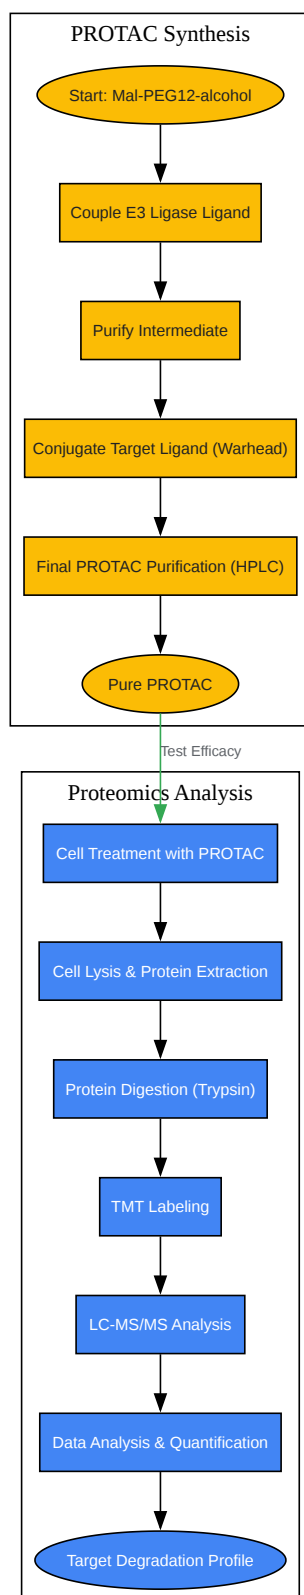 PROTAC Synthesis
Start: Mal-PEG12-alcohol
Couple E3 Ligase Ligand
Purify Intermediate
Conjugate Target Ligand (Warhead)
Final PROTAC Purification (HPLC)
Pure PROTAC
Test Efficacy
Proteomics Analysis
Cell Treatment with PROTAC
Cell Lysis & Protein Extraction
Protein Digestion (Trypsin)
TMT Labeling
LC-MS/MS Analysis
Data Analysis & Quantification
Target Degradation Profile